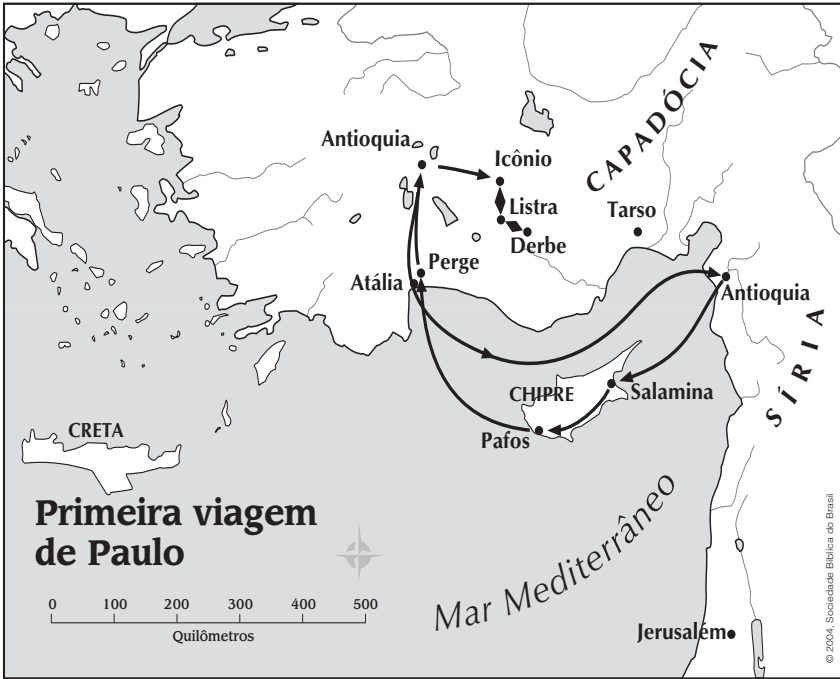 Antioquia
Icônio
CAPADÓCIA
Listra
Tarso
Derbe
Perge
Atália
Antioquia
SÍRIA
CHIPRE
Salamina
Pafos
CRETA
Primeira viagem
de Paulo
Mar Mediterrâneo
0 100 200 300 400 500
Quilômetros
Jerusalém
© 2004, Sociedade Bíblica do Brasil